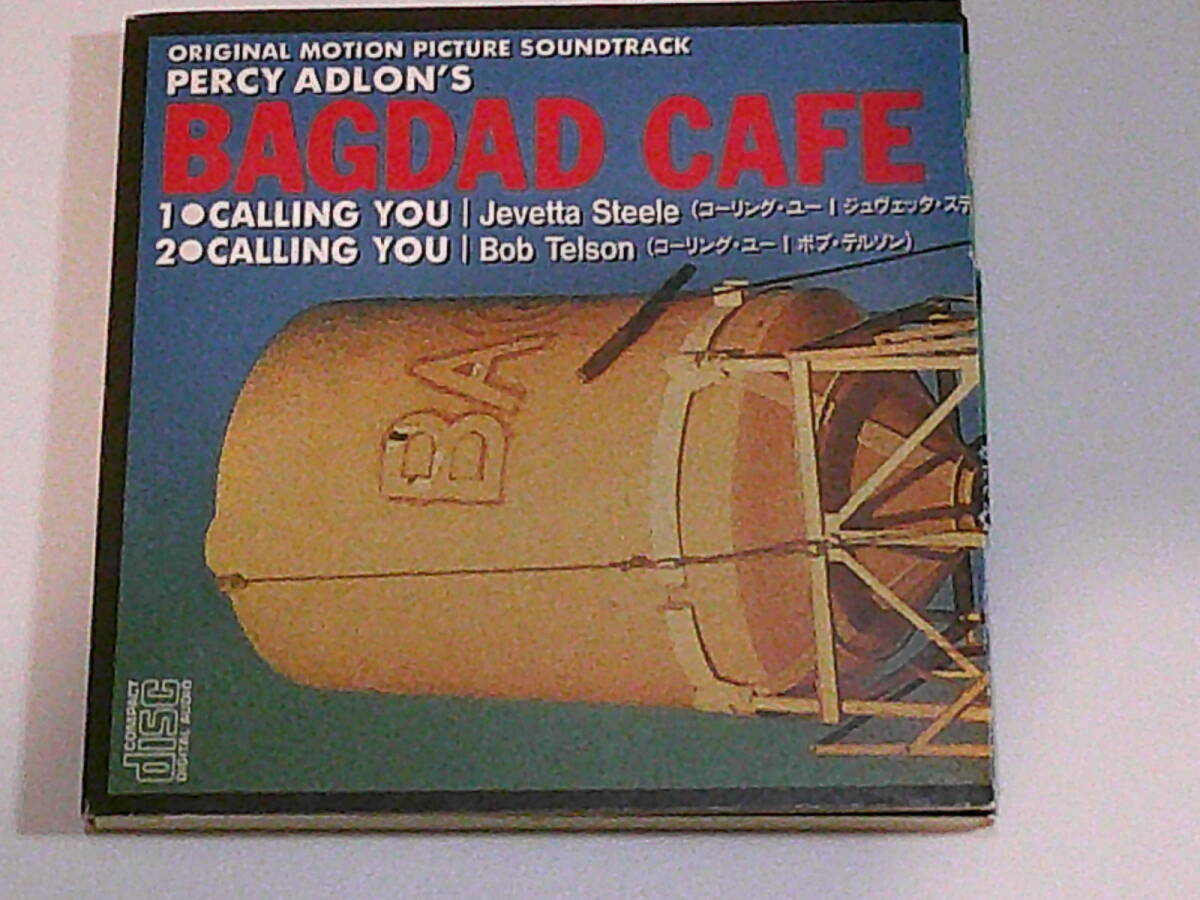 ORIGINAL MOTION PICTURE SOUNDTRACK
PERCY ADLON'S
BAGDAD CAFE
1●CALLING YOU | Jevetta Steele (コーリング・ユー | ジュヴェッタ・ステ
2●CALLING YOU | Bob Telson (コーリング・ユー | ボブ・テルソン)
BAG
COMPACT
disc
DIGITAL AUDIO